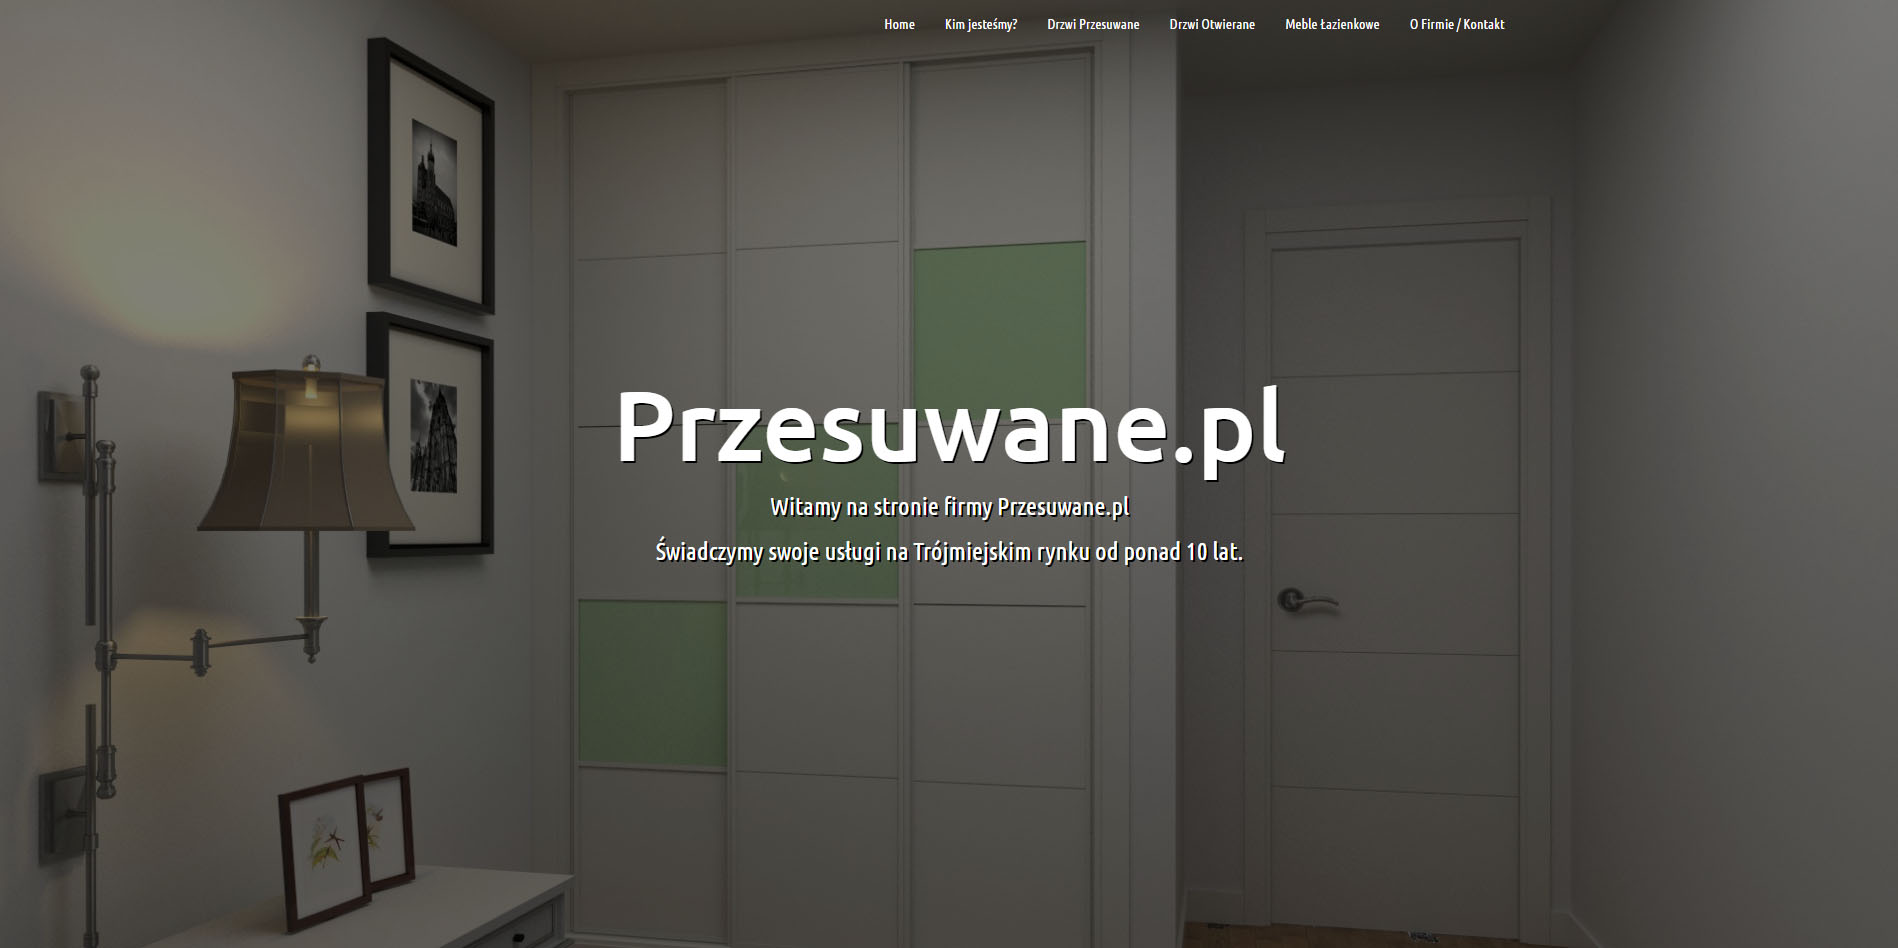 Home Kim jesteśmy? Drzwi Przesuwane Drzwi Otwierane Meble Łazienkowe O Firmie / Kontakt
Przesuwane.pl
Witamy na stronie firmy Przesuwane.pl
Świadczymy swoje usługi na Trójmiejskim rynku od ponad 10 lat.